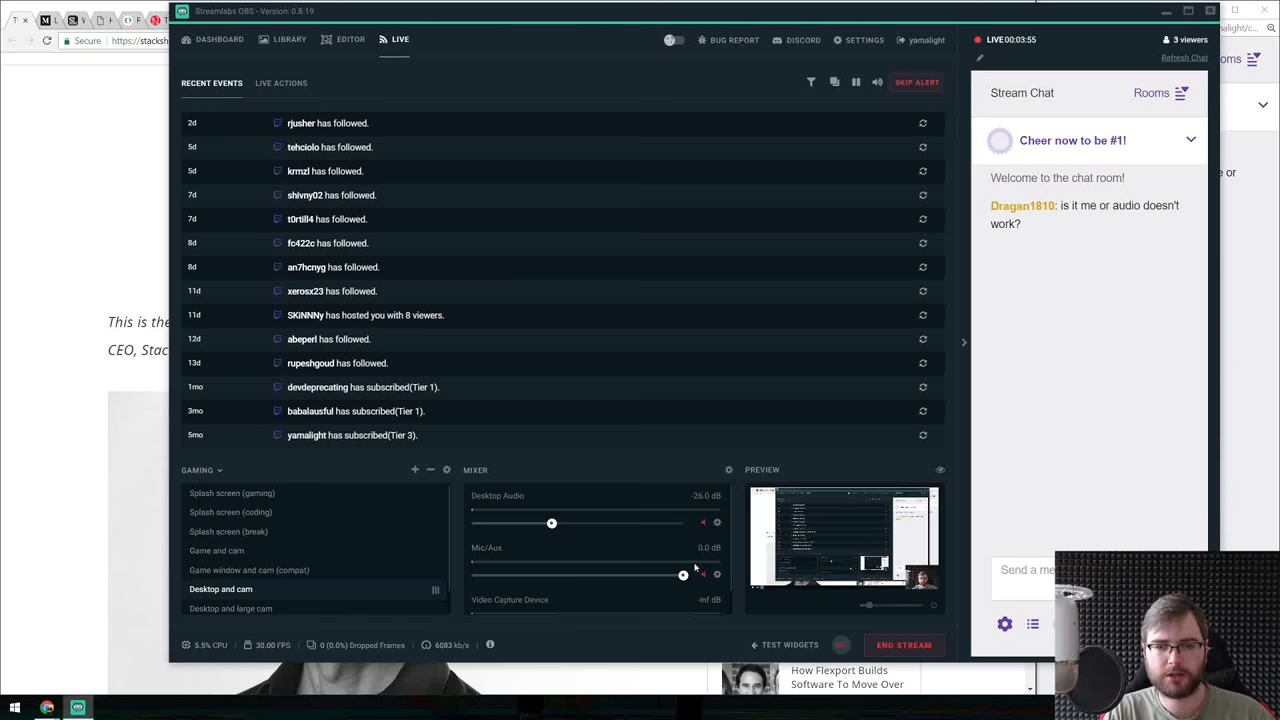 Streamlabs OBS - Version: 0.8.19
Secure
https://stacksh
DASHBOARD
LIBRARY
EDITOR
LIVE
BUG REPORT
DISCORD
SETTINGS
yamalight
LIVE 00:03:55
3 viewers
Refresh Chat
RECENT EVENTS
LIVE ACTIONS
SKIP ALERT
Stream Chat
Rooms
Cheer now to be #1!
Welcome to the chat room!
Dragan1810: is it me or audio doesn't
work?
2d rjusher has followed.
5d tehciolo has followed.
5d krmzl has followed.
7d shivny02 has followed.
7d t0rtill4 has followed.
8d fc422c has followed.
8d an7hcnyg has followed.
11d xerosx23 has followed.
11d SKiNNNy has hosted you with 8 viewers.
12d abeperl has followed.
13d rupeshgoud has followed.
1mo devdeprecating has subscribed(Tier 1).
3mo babalausful has subscribed(Tier 1).
5mo yamalight has subscribed(Tier 3).
This is the
CEO, Stac
GAMING
Splash screen (gaming)
Splash screen (coding)
Splash screen (break)
Game and cam
Game window and cam (compat)
Desktop and cam
Desktop and large cam
MIXER
Desktop Audio -26.0 dB
Mic/Aux 0.0 dB
Video Capture Device -Inf dB
PREVIEW
Send a me
5.5% CPU
30.00 FPS
0 (0.0%) Dropped Frames
6083 kb/s
TEST WIDGETS
END STREAM
How Flexport Builds
Software To Move Over